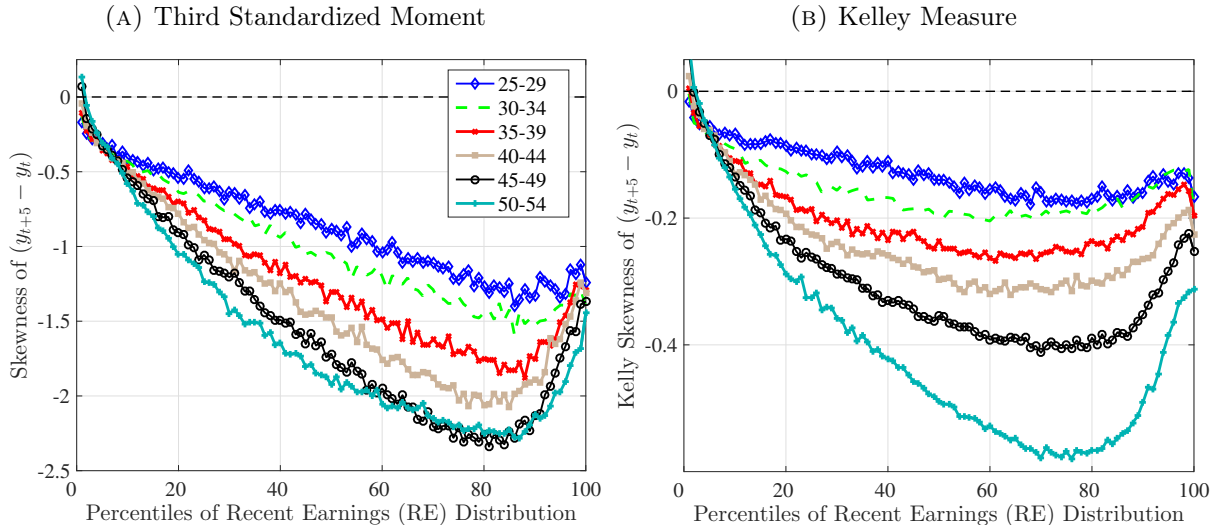 (A) Third Standardized Moment
Skewness of (y_{t+5} − y_t)
0
-0.5
-1
-1.5
-2
-2.5
25-29
30-34
35-39
40-44
45-49
50-54
0 20 40 60 80 100
Percentiles of Recent Earnings (RE) Distribution
(B) Kelley Measure
Kelly Skewness of (y_{t+5} − y_t)
0
-0.2
-0.4
0 20 40 60 80 100
Percentiles of Recent Earnings (RE) Distribution